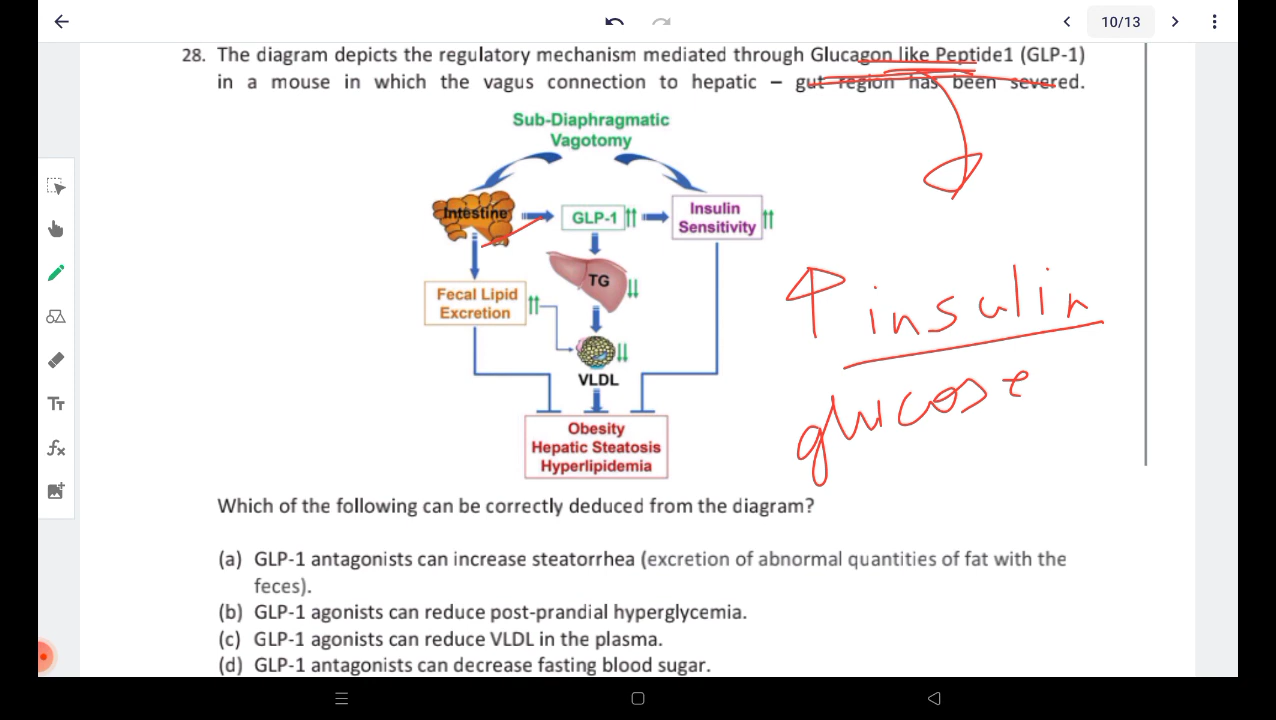 10/13
28. The diagram depicts the regulatory mechanism mediated through Glucagon like Peptide1 (GLP-1)
in a mouse in which the vagus connection to hepatic – gut region has been severed.
Sub-Diaphragmatic
Vagotomy
Intestine
GLP-1
Insulin
Sensitivity
TG
Fecal Lipid
Excretion
VLDL
Obesity
Hepatic Steatosis
Hyperlipidemia
insulin
glucose
Tт
fx
Which of the following can be correctly deduced from the diagram?
(a) GLP-1 antagonists can increase steatorrhea (excretion of abnormal quantities of fat with the
feces).
(b) GLP-1 agonists can reduce post-prandial hyperglycemia.
(c) GLP-1 agonists can reduce VLDL in the plasma.
(d) GLP-1 antagonists can decrease fasting blood sugar.